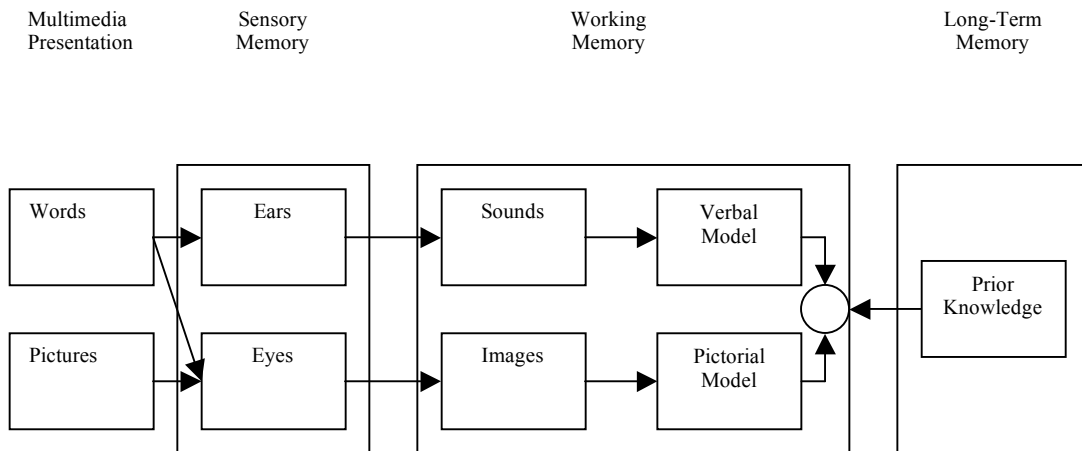 Multimedia
Presentation
Sensory
Memory
Working
Memory
Long-Term
Memory
Words
Ears
Sounds
Verbal
Model
Prior
Knowledge
Pictures
Eyes
Images
Pictorial
Model